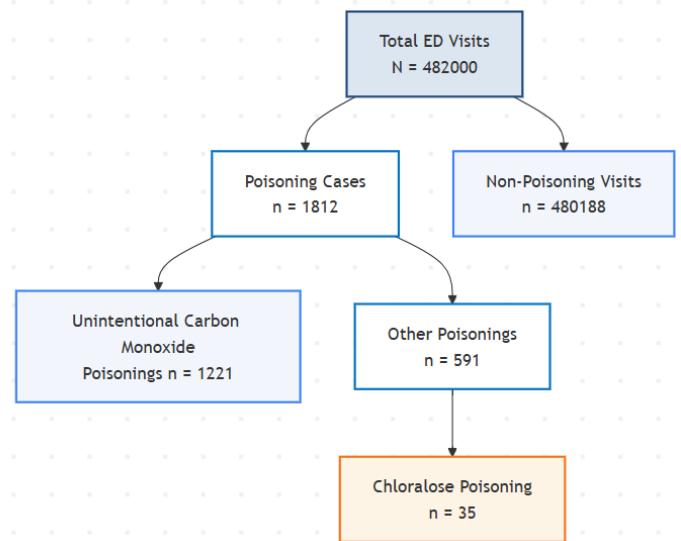 Total ED Visits
N = 482000
Poisoning Cases
n = 1812
Non-Poisoning Visits
n = 480188
Unintentional Carbon
Monoxide
Poisonings n = 1221
Other Poisonings
n = 591
Chloralose Poisoning
n = 35